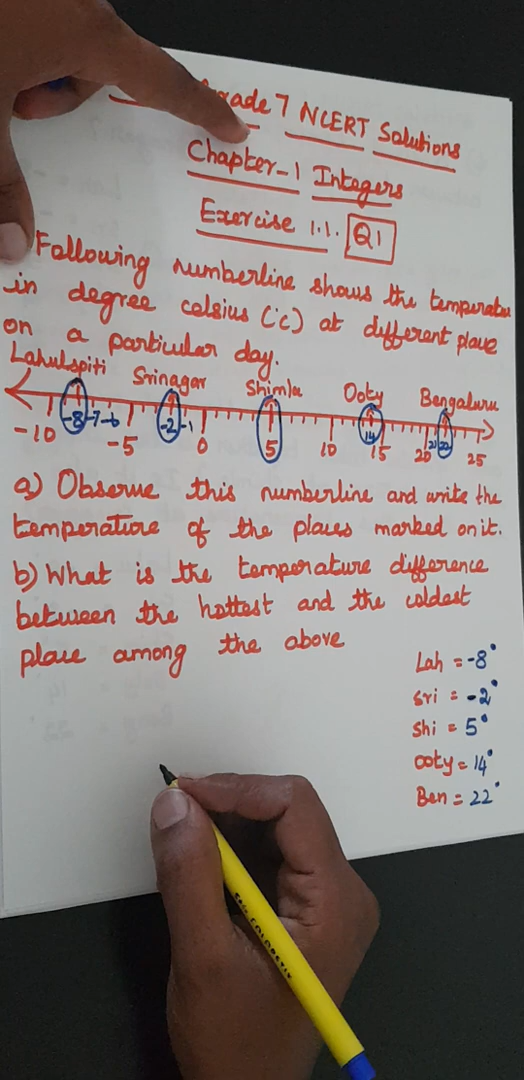 Grade 7 NCERT Solutions
Chapter-1 Integers
Exercise 1.1. Q1
Following numberline shows the temperature
in degree celsius (°c) at different place
on a particular day.
Lahulspiti Srinagar Shimla Ooty Bengaluru
-8 -7 -6 -2 -1 14 21 22
-10 -5 0 5 10 15 20 25
a) Observe this numberline and write the
temperature of the places marked on it.
b) What is the temperature difference
between the hottest and the coldest
place among the above
Lah = -8°
Sri = -2°
Shi = 5°
Ooty = 14°
Ben = 22°